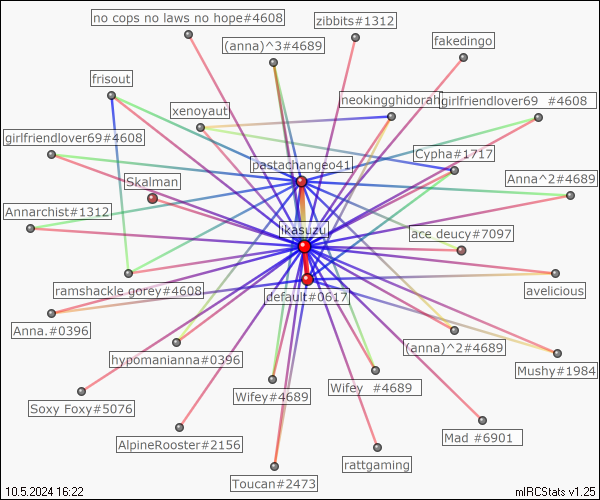 no cops no laws no hope#4608
zibbits#1312
(anna)^3#4689
fakedingo
frisout
neokingghidorah
girlfriendlover69 #4608
xenoyaut
girlfriendlover69#4608
Cypha#1717
pestachangeo41
Skalman
Anna^2#4689
Annarchist#1312
ikasuzu
ace deucy#7097
ramshackle gorey#4608
default#0617
avelicious
Anna.#0396
hypomanianna#0396
(anna)^2#4689
Mushy#1984
Wifey#4689
Wifey #4689
Soxy Foxy#5076
AlpineRooster#2156
Mad #6901
rattgaming
Toucan#2473
10.5.2024 16:22
mIRCStats v1.25